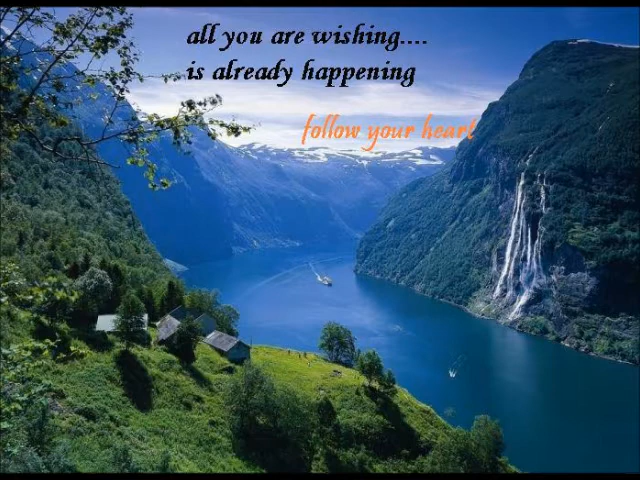 all you are wishing....
is already happening
follow your heart